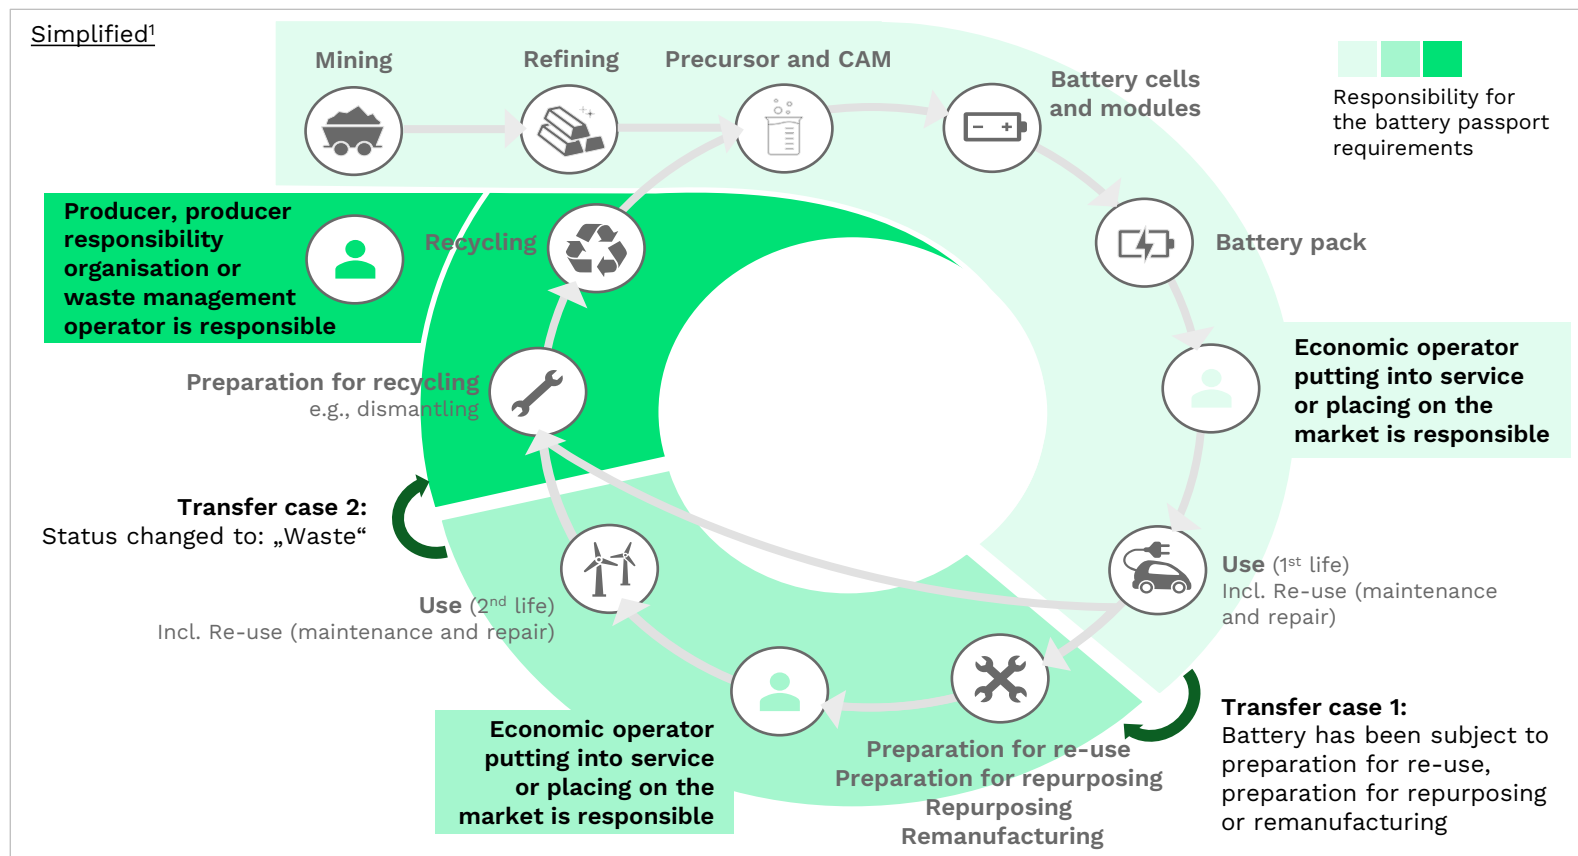 Simplified¹
Mining
Refining
Precursor and CAM
Battery cells
and modules
Responsibility for
the battery passport
requirements
Producer, producer
responsibility
organisation or
waste management
operator is responsible
Recycling
Battery pack
Economic operator
putting into service
or placing on the
market is responsible
Preparation for recycling
e.g., dismantling
Transfer case 2:
Status changed to: „Waste“
Use (1st life)
Incl. Re-use (maintenance
and repair)
Use (2nd life)
Incl. Re-use (maintenance and repair)
Transfer case 1:
Battery has been subject to
preparation for re-use,
preparation for repurposing
or remanufacturing
Economic operator
putting into service
or placing on the
market is responsible
Preparation for re-use
Preparation for repurposing
Repurposing
Remanufacturing